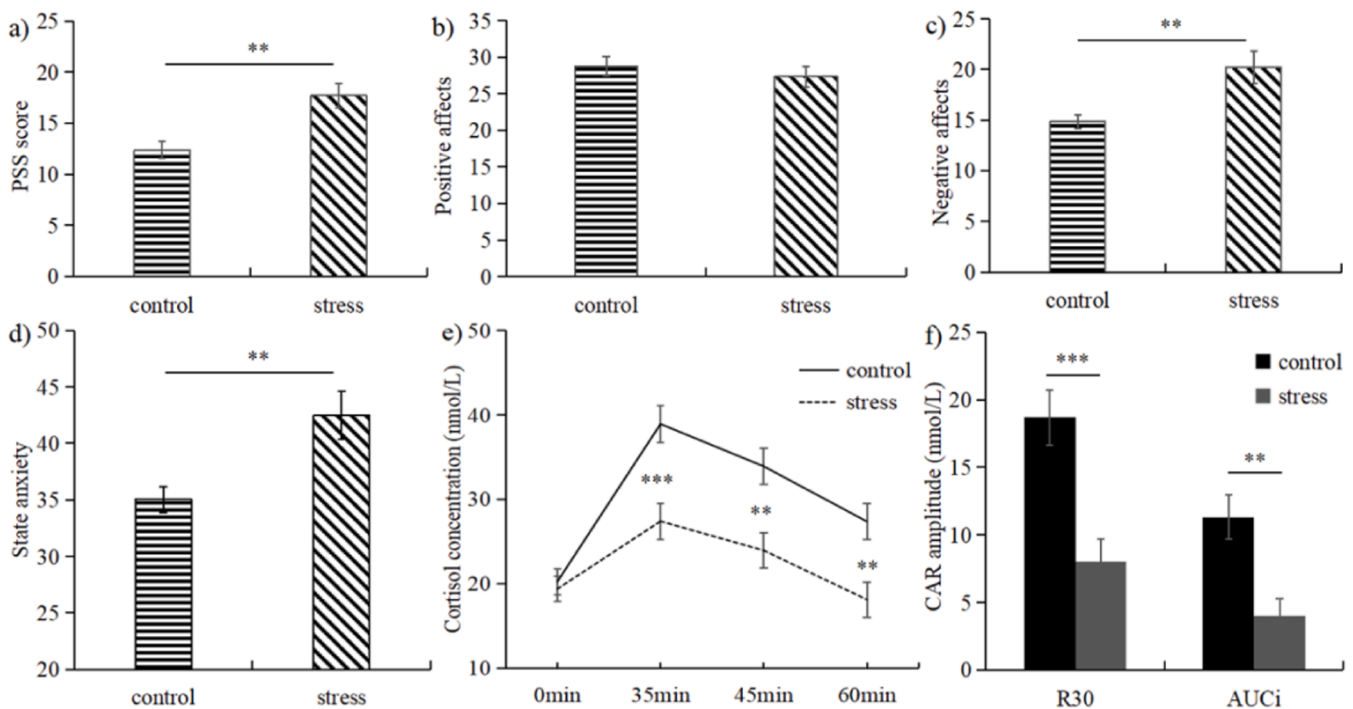 a)
PSS score
25
20
15
10
5
0
**
control
stress
b)
Positive affects
35
30
25
20
15
10
5
0
control
stress
c)
Negative affects
25
20
15
10
5
0
**
control
stress
d)
State anxiety
50
45
40
35
30
25
20
**
control
stress
e)
Cortisol concentration (nmol/L)
50
40
30
20
10
control
stress
***
**
**
0min
35min
45min
60min
f)
CAR amplitude (nmol/L)
25
20
15
10
5
0
***
**
control
stress
R30
AUCi